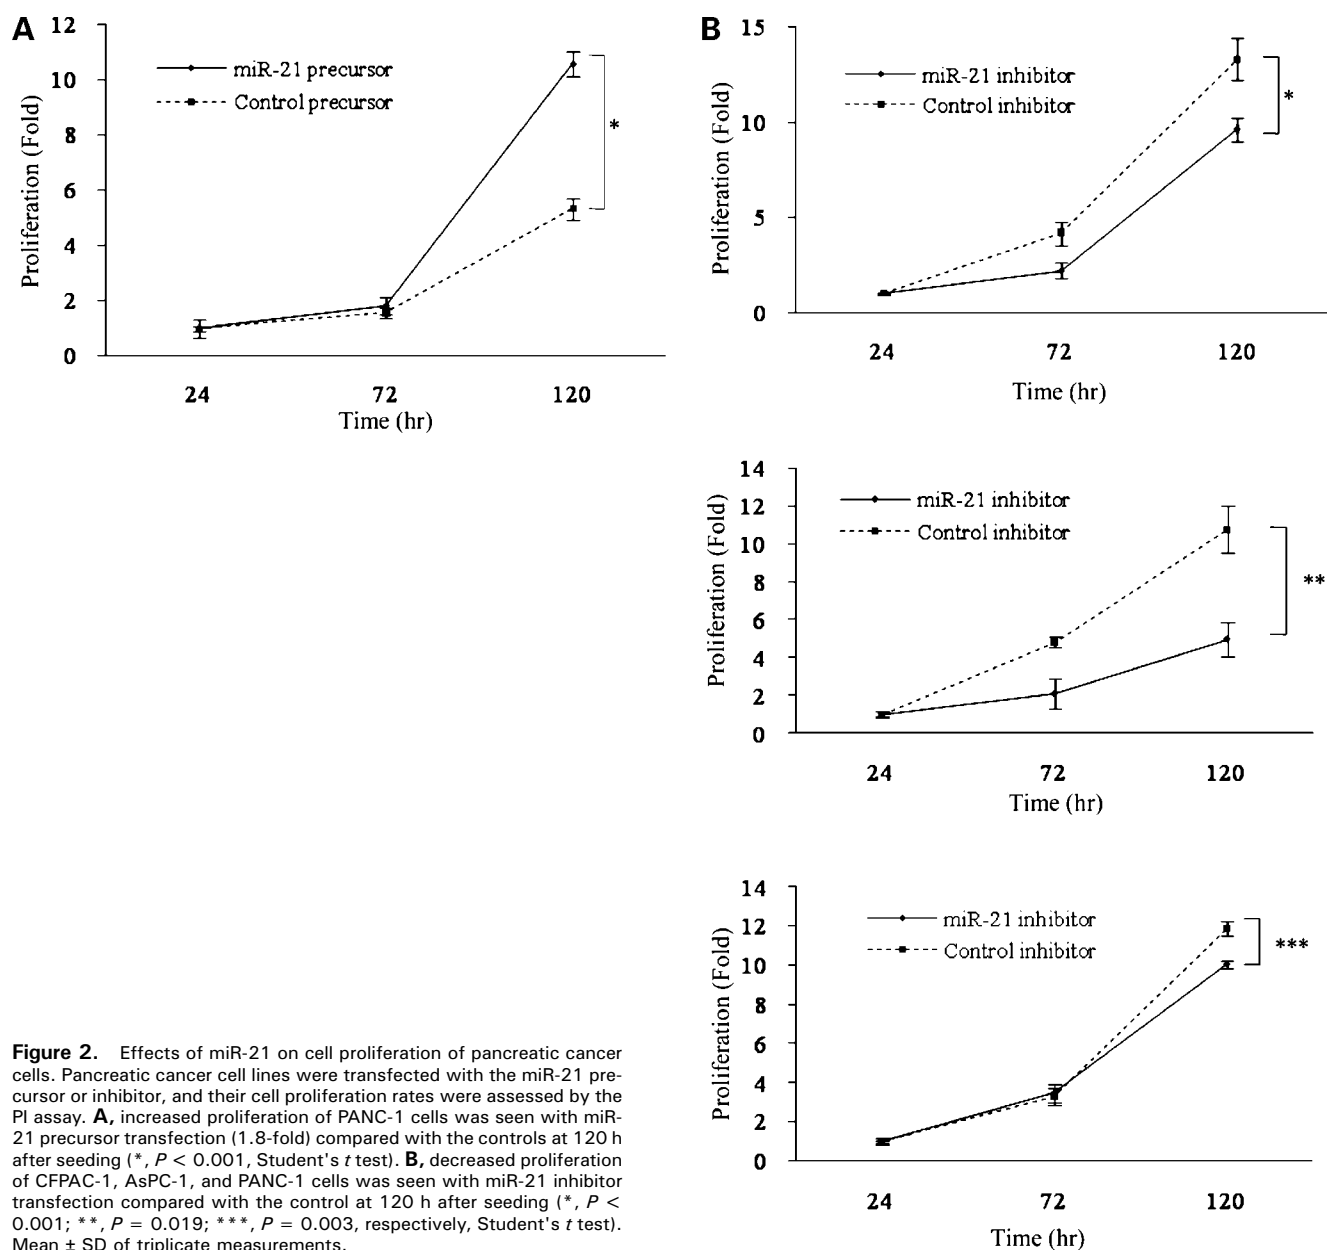 A
12
10
8
6
4
2
0
Proliferation (Fold)
miR-21 precursor
Control precursor
*
24 72 120
Time (hr)
B
15
10
5
0
Proliferation (Fold)
miR-21 inhibitor
Control inhibitor
*
24 72 120
Time (hr)
14
12
10
8
6
4
2
0
Proliferation (Fold)
miR-21 inhibitor
Control inhibitor
**
24 72 120
Time (hr)
14
12
10
8
6
4
2
0
Proliferation (Fold)
miR-21 inhibitor
Control inhibitor
***
24 72 120
Time (hr)
Figure 2. Effects of miR-21 on cell proliferation of pancreatic cancer
cells. Pancreatic cancer cell lines were transfected with the miR-21 pre-
cursor or inhibitor, and their cell proliferation rates were assessed by the
PI assay. A, increased proliferation of PANC-1 cells was seen with miR-
21 precursor transfection (1.8-fold) compared with the controls at 120 h
after seeding (*, P < 0.001, Student's t test). B, decreased proliferation
of CFPAC-1, AsPC-1, and PANC-1 cells was seen with miR-21 inhibitor
transfection compared with the control at 120 h after seeding (*, P <
0.001; **, P = 0.019; ***, P = 0.003, respectively, Student's t test).
Mean ± SD of triplicate measurements.